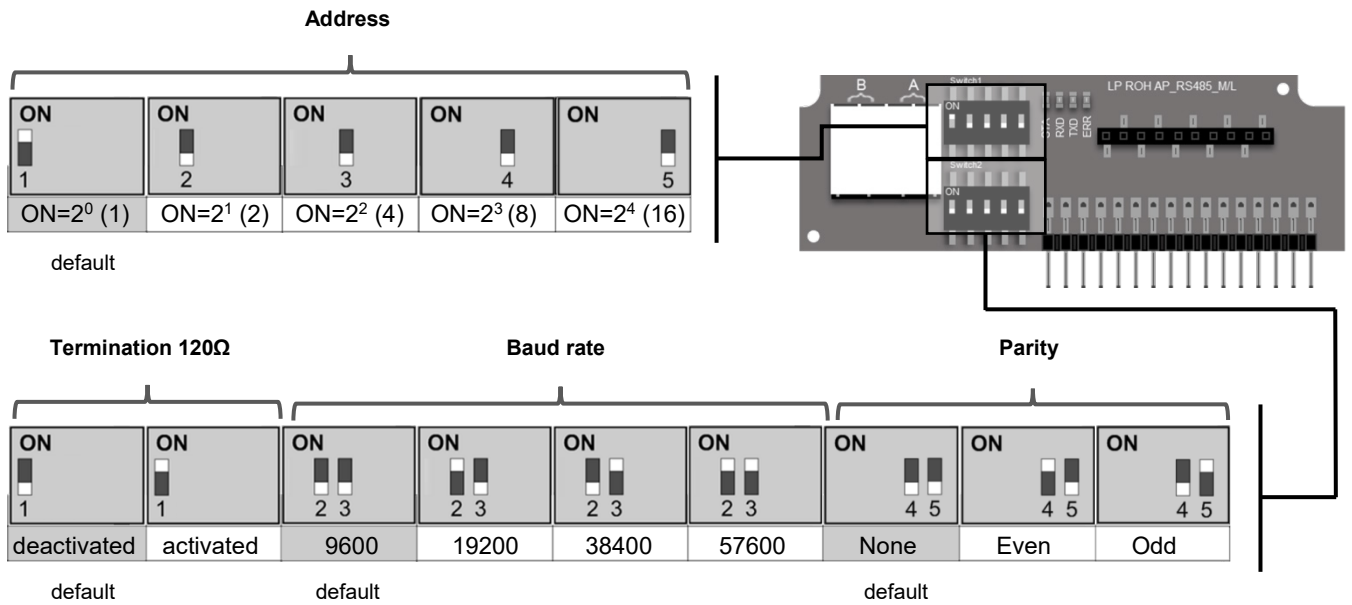 Address
ON ON ON ON ON
1 2 3 4 5
ON=2⁰ (1) ON=2¹ (2) ON=2² (4) ON=2³ (8) ON=2⁴ (16)
default
B A Switch1 LP ROH AP_RS485_M/L
ON
RXD TXD ERR
Switch2
ON
Termination 120Ω Baud rate Parity
ON ON ON ON ON ON ON ON ON
1 1 2 3 2 3 2 3 2 3 4 5 4 5 4 5
deactivated activated 9600 19200 38400 57600 None Even Odd
default default default